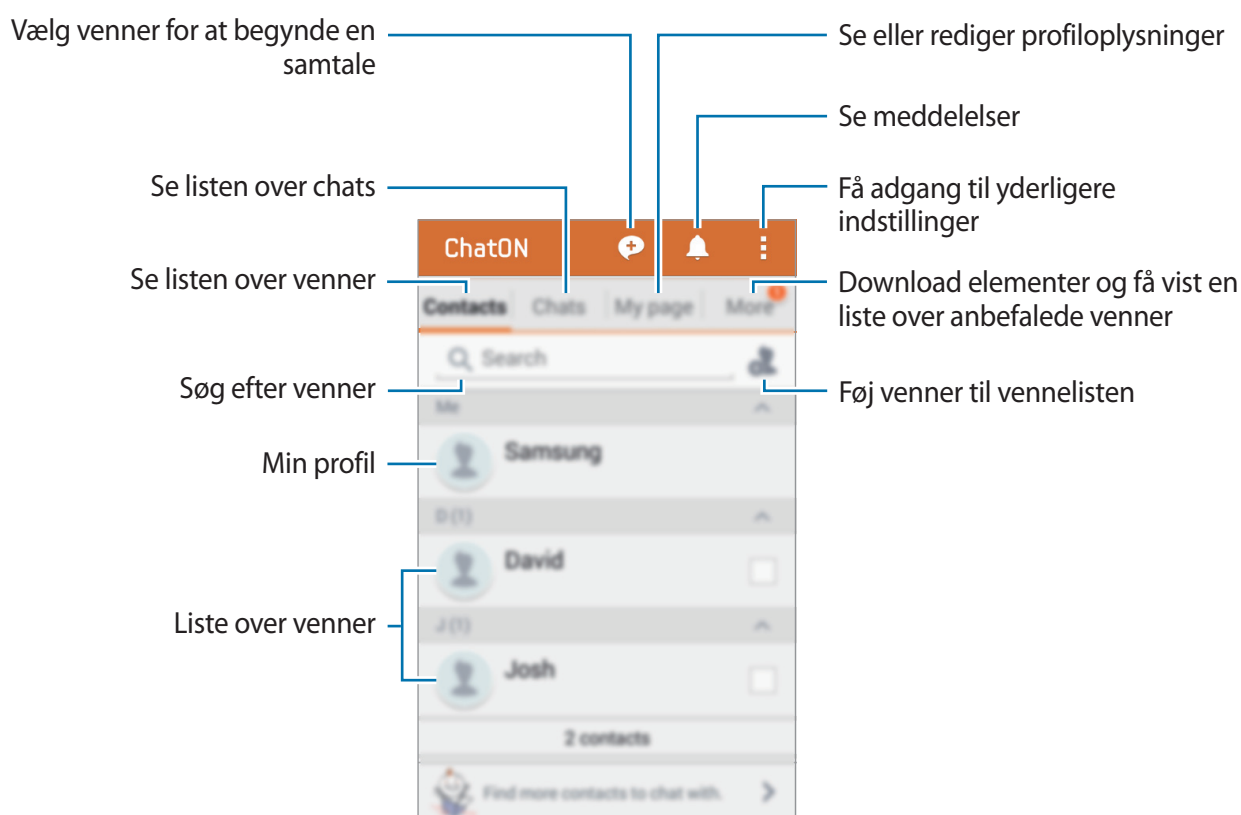 Vælg venner for at begynde en
samtale
Se eller rediger profiloplysninger
Se meddelelser
Se listen over chats
Få adgang til yderligere
indstillinger
ChatON
Se listen over venner
Download elementer og få vist en
liste over anbefalede venner
Contacts
Chats
My page
More
Search
Søg efter venner
Føj venner til vennelisten
Me
Min profil
Samsung
D (1)
David
Liste over venner
J (1)
Josh
2 contacts
Find more contacts to chat with.